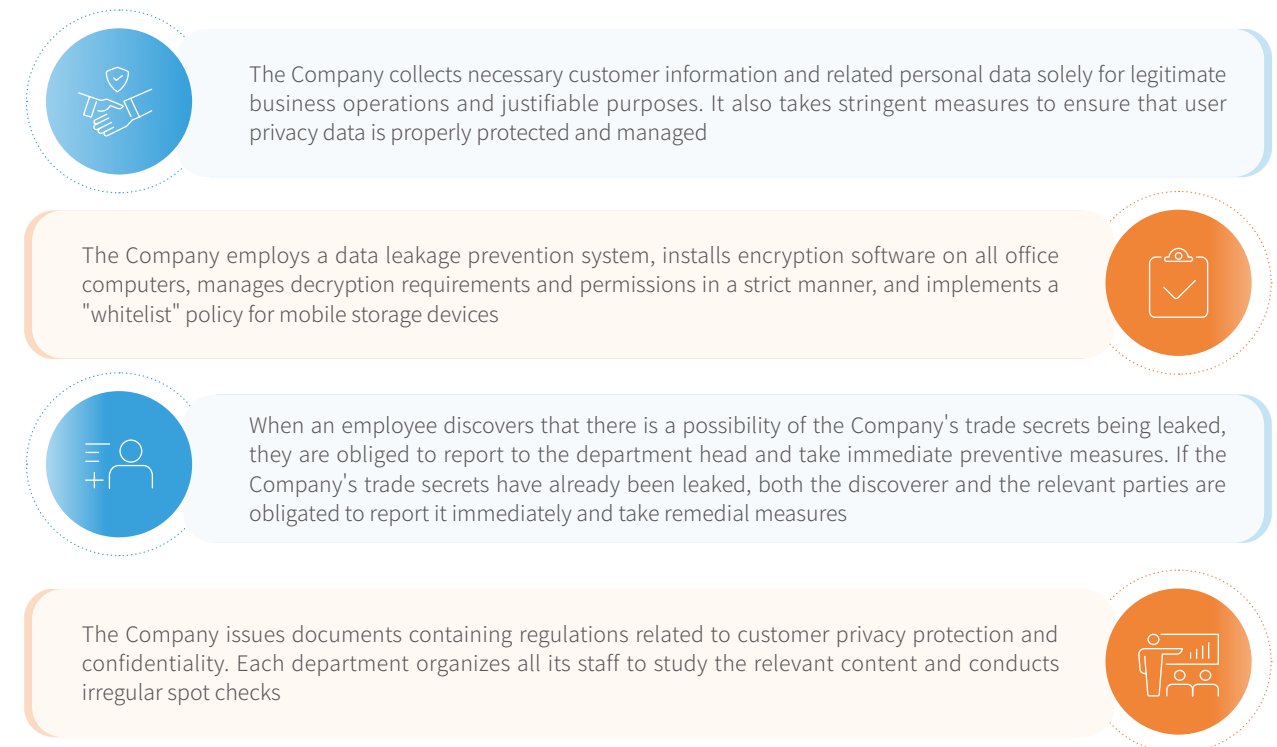 The Company collects necessary customer information and related personal data solely for legitimate
business operations and justifiable purposes. It also takes stringent measures to ensure that user
privacy data is properly protected and managed
The Company employs a data leakage prevention system, installs encryption software on all office
computers, manages decryption requirements and permissions in a strict manner, and implements a
"whitelist" policy for mobile storage devices
When an employee discovers that there is a possibility of the Company's trade secrets being leaked,
they are obliged to report to the department head and take immediate preventive measures. If the
Company's trade secrets have already been leaked, both the discoverer and the relevant parties are
obligated to report it immediately and take remedial measures
The Company issues documents containing regulations related to customer privacy protection and
confidentiality. Each department organizes all its staff to study the relevant content and conducts
irregular spot checks